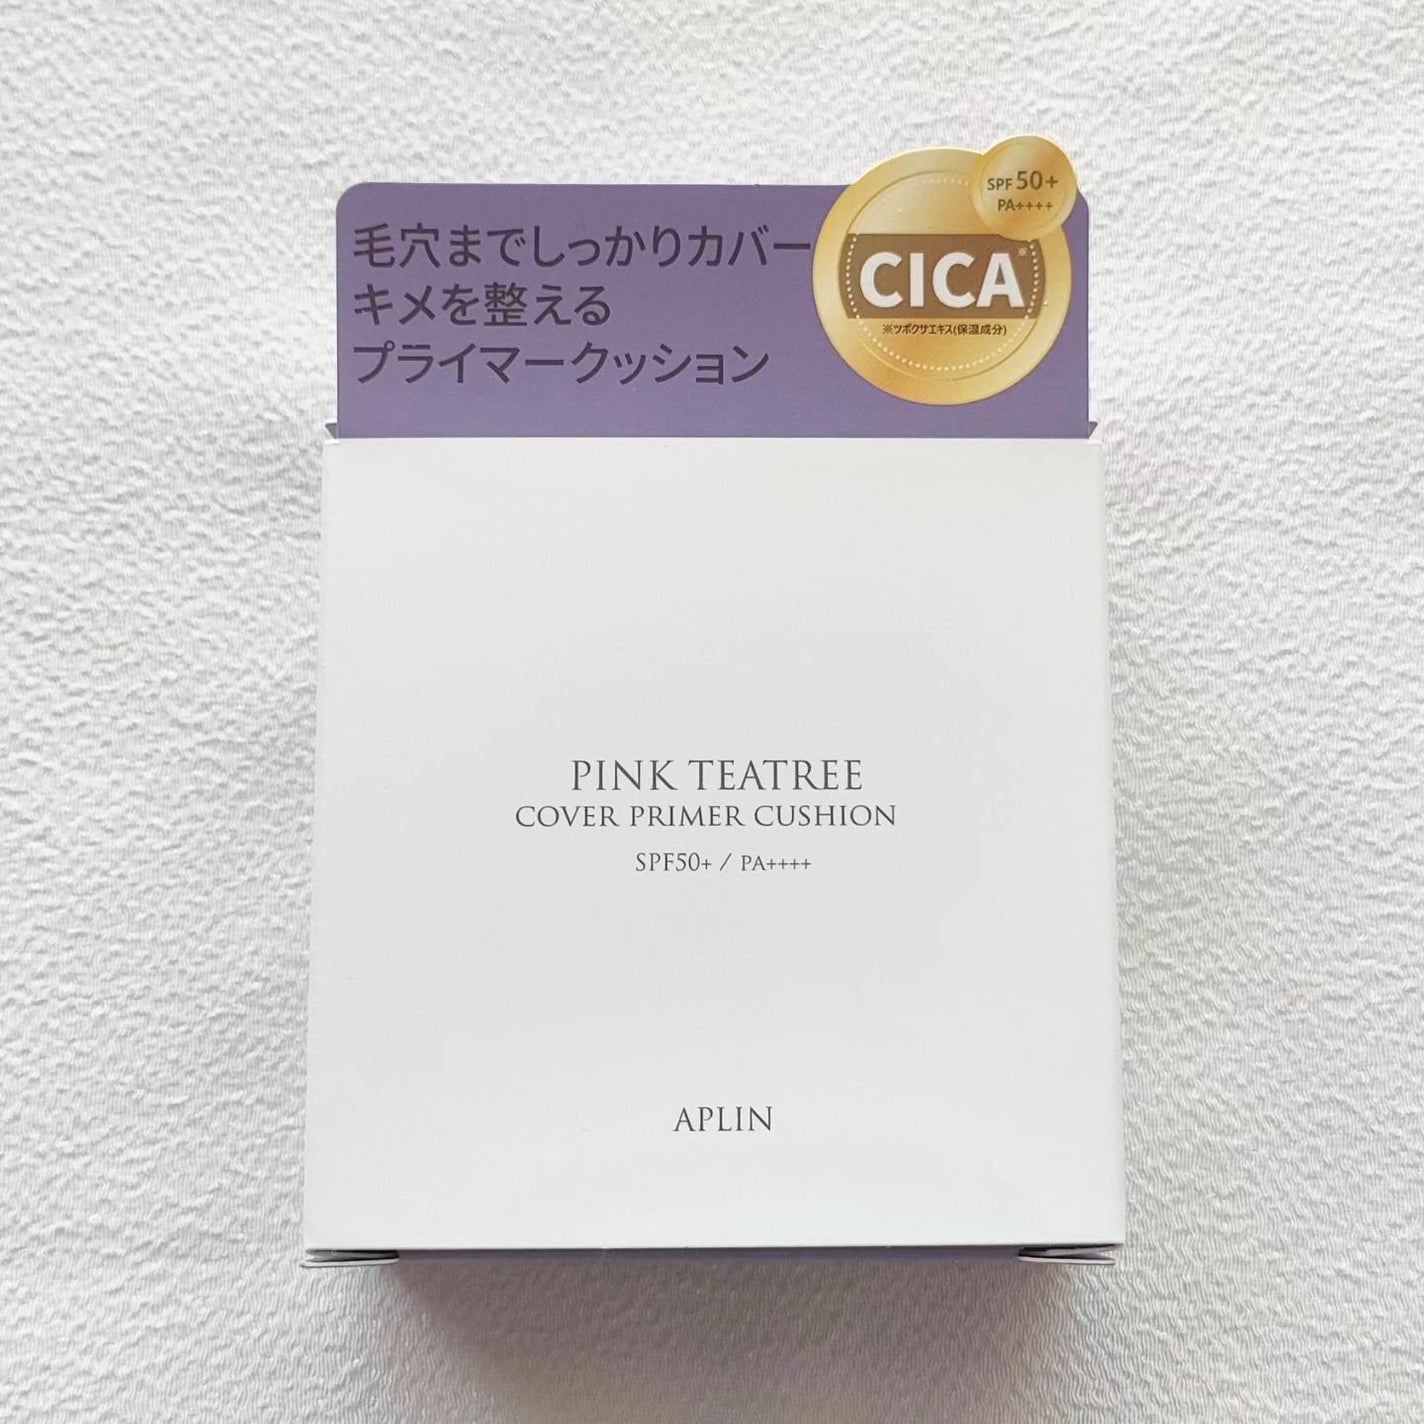 毛穴までしっかりカバー
キメを整える
プライマークッション
SPF 50+
PA++++
CICA※
※ツボクサエキス(保湿成分)
PINK TEATREE
COVER PRIMER CUSHION
SPF50+ / PA++++
APLIN